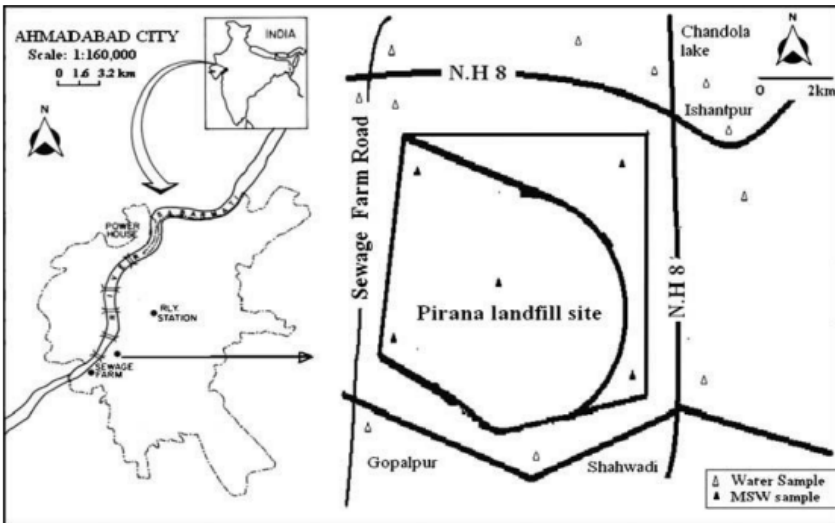 AHMADABAD CITY
Scale: 1:160,000
0 1.6 3.2 km
N
INDIA
POWER
HOUSE
SABARMATI
RIVER
RLY.
STATION
SEWAGE
FARM
N.H 8
Chandola
lake
N
0 2km
Ishantpur
Sewage Farm Road
N.H 8
Pirana landfill site
Gopalpur
Shahwadi
Water Sample
MSW sample